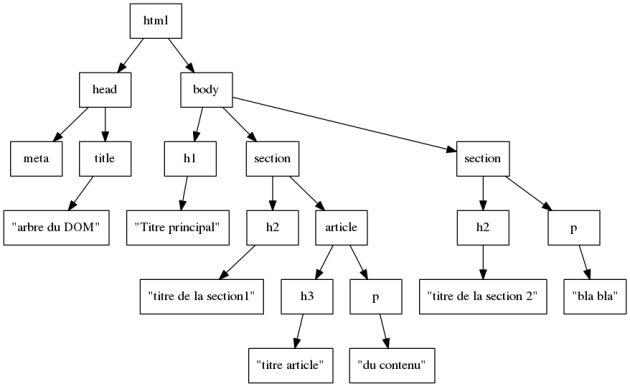 html
head
body
meta
title
h1
section
section
"arbre du DOM"
"Titre principal"
h2
article
h2
p
"titre de la section1"
h3
p
"titre de la section 2"
"bla bla"
"titre article"
"du contenu"